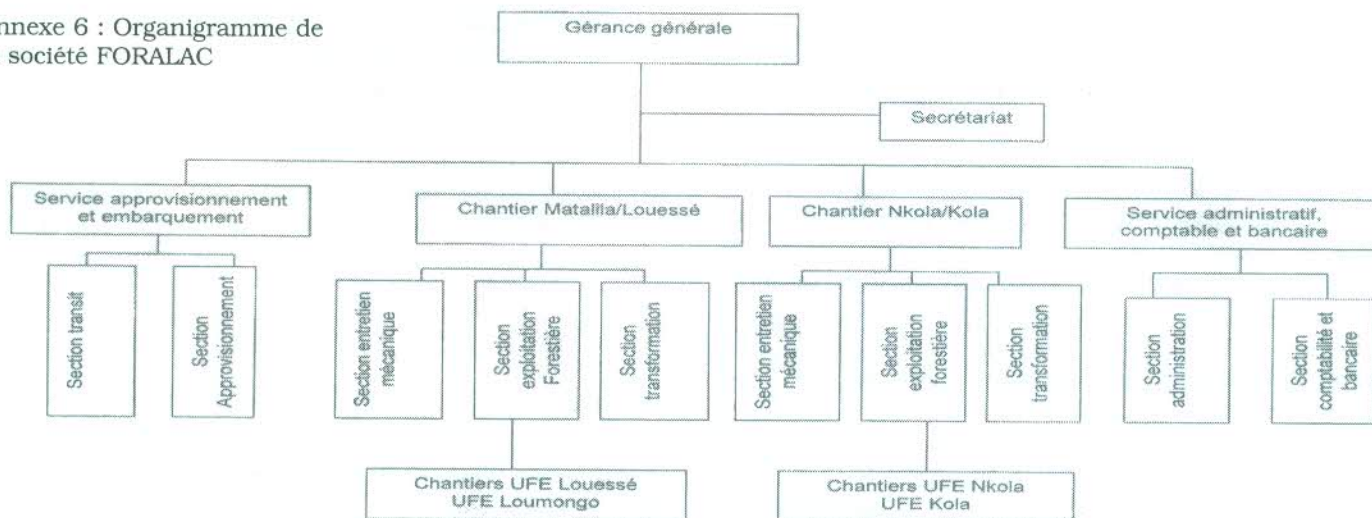 nnexe 6 : Organigramme de
société FORALAC
Gérance générale
Secrétariat
Service approvisionnement
et embarquement
Chantier Matalila/Louessé
Chantier Nkola/Kola
Service administratif,
comptable et bancaire
Section transit
Section
Approvisionnement
Section entretien
mécanique
Section
exploitation
Forestière
Section
transformation
Section entretien
mécanique
Section
exploitation
forestière
Section
transformation
Section
administration
Section
comptabilité et
bancaire
Chantiers UFE Louessé
UFE Loumongo
Chantiers UFE Nkola
UFE Kola